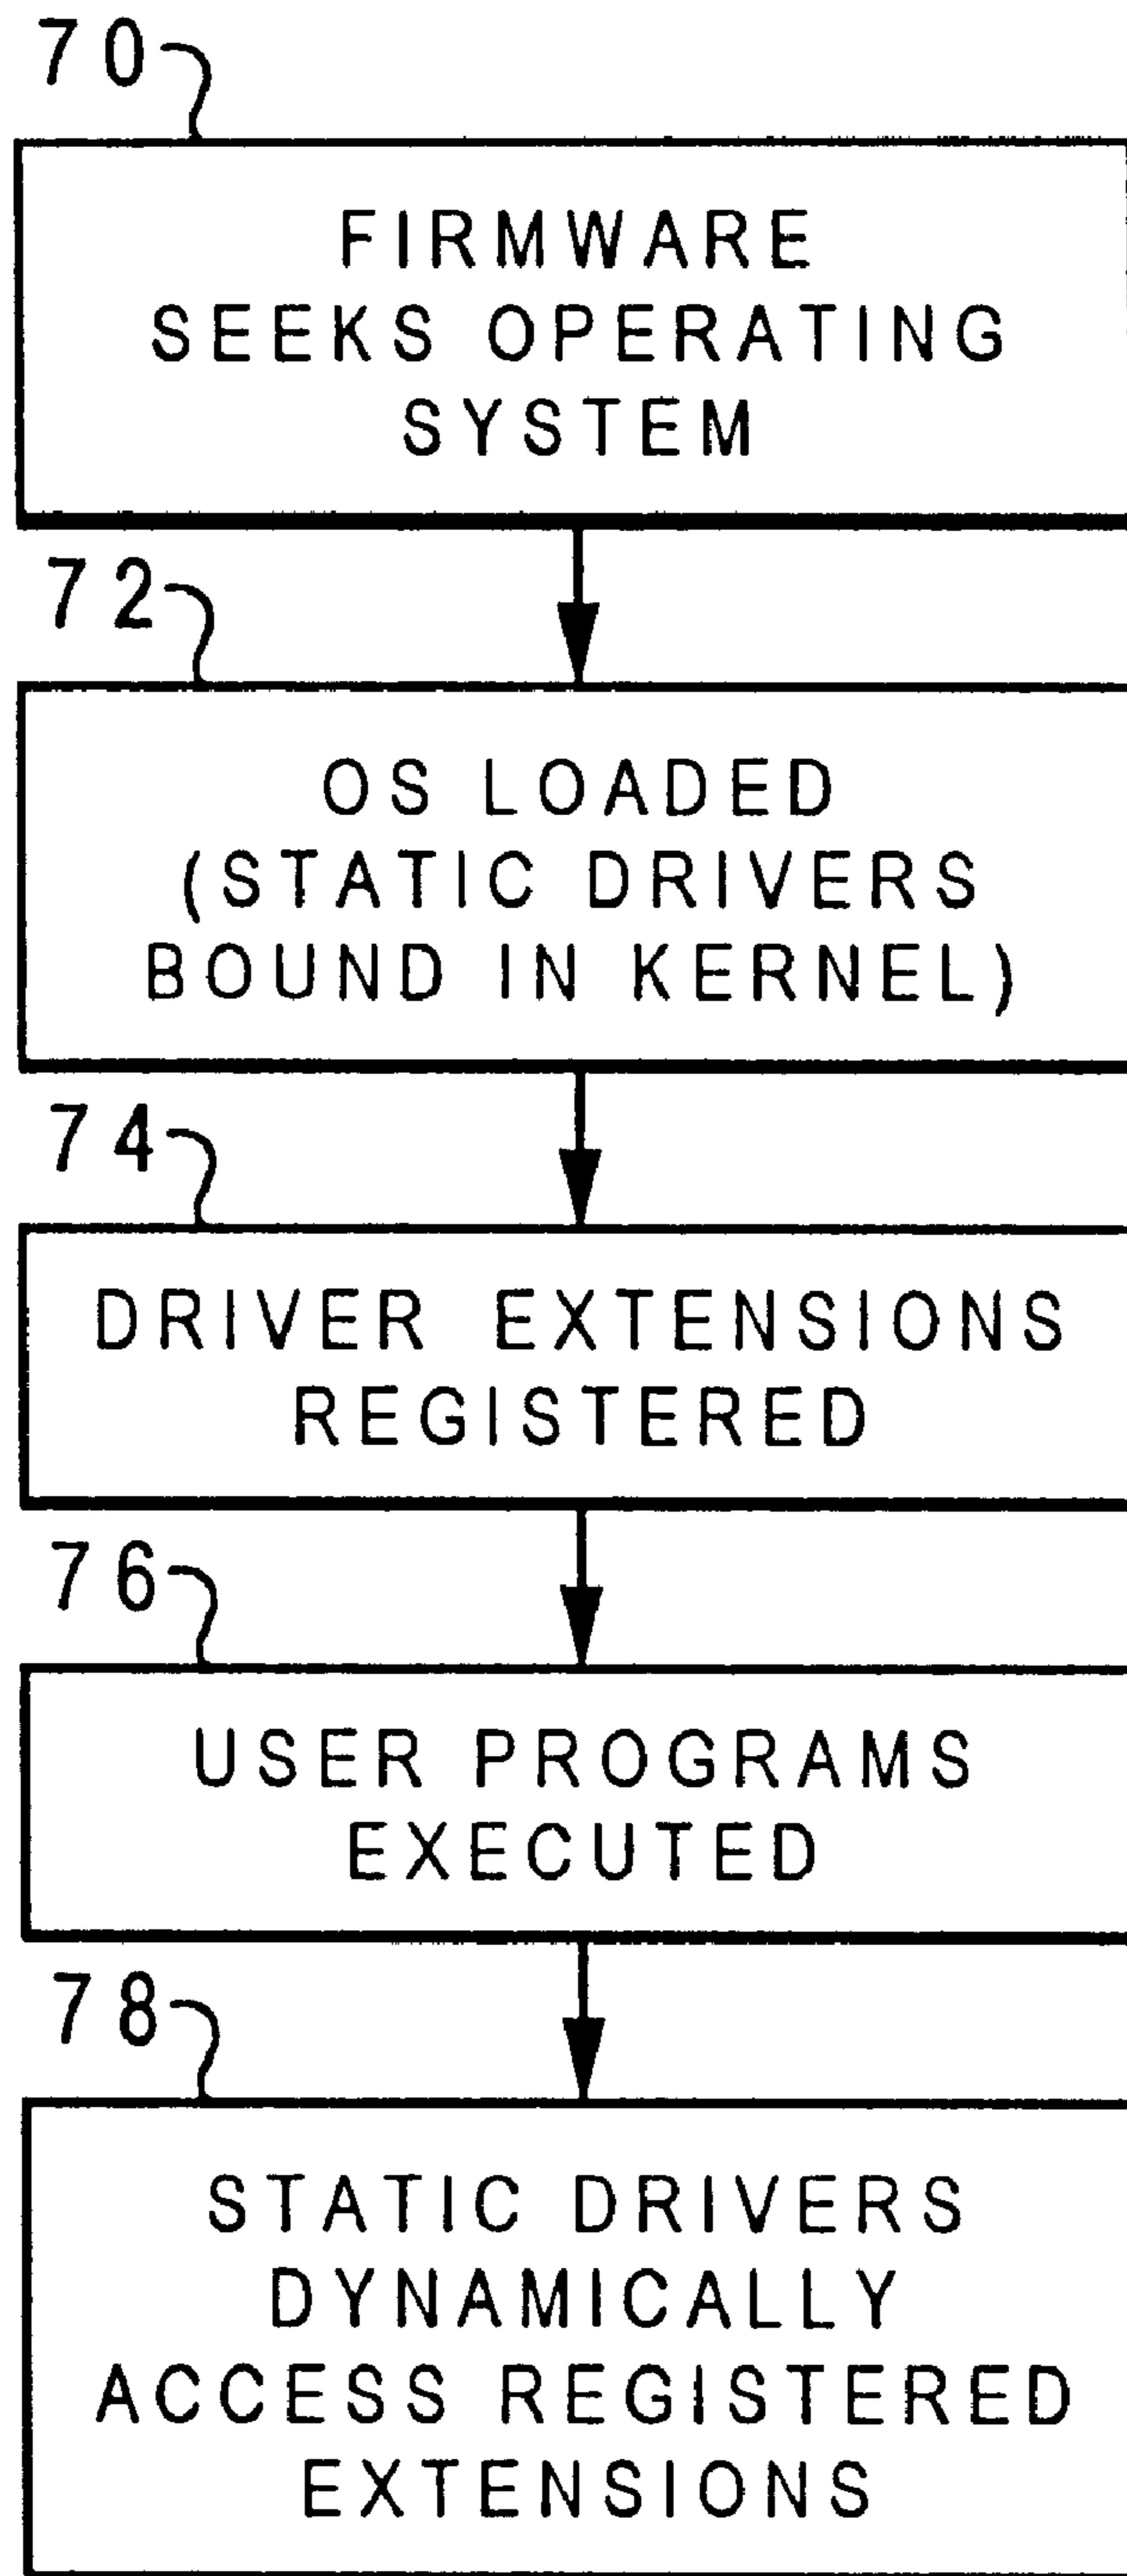 70
FIRMWARE
SEEKS OPERATING
SYSTEM
72
OS LOADED
(STATIC DRIVERS
BOUND IN KERNEL)
74
DRIVER EXTENSIONS
REGISTERED
76
USER PROGRAMS
EXECUTED
78
STATIC DRIVERS
DYNAMICALLY
ACCESS REGISTERED
EXTENSIONS